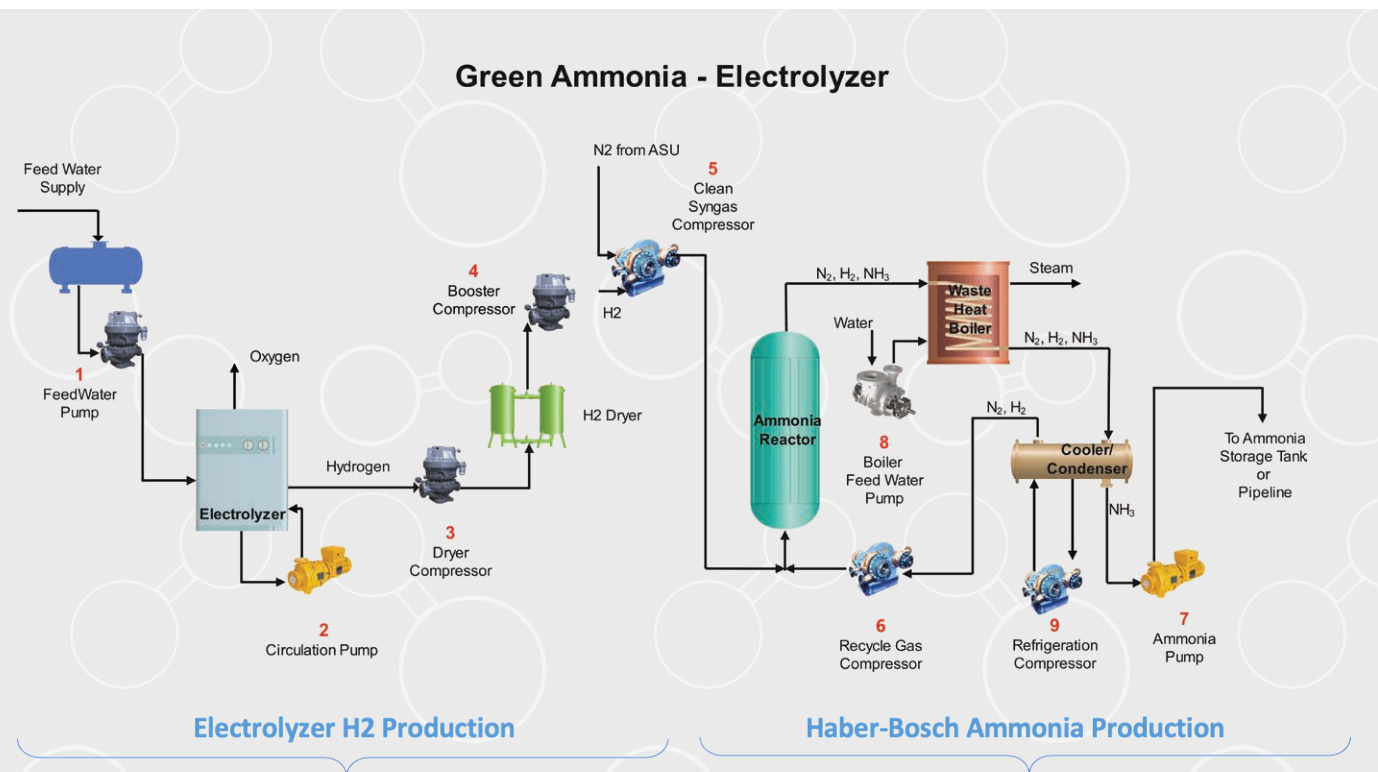 Green Ammonia - Electrolyzer
Feed Water
Supply
1
FeedWater
Pump
Oxygen
Electrolyzer
2
Circulation Pump
Hydrogen
3
Dryer
Compressor
H2 Dryer
4
Booster
Compressor
N2 from ASU
H2
5
Clean
Syngas
Compressor
Ammonia
Reactor
N₂, H₂, NH₃
Waste
Heat
Boiler
Steam
Water
8
Boiler
Feed Water
Pump
N₂, H₂, NH₃
N₂, H₂
Cooler/
Condenser
NH₃
6
Recycle Gas
Compressor
9
Refrigeration
Compressor
7
Ammonia
Pump
To Ammonia
Storage Tank
or
Pipeline
Electrolyzer H2 Production
Haber-Bosch Ammonia Production